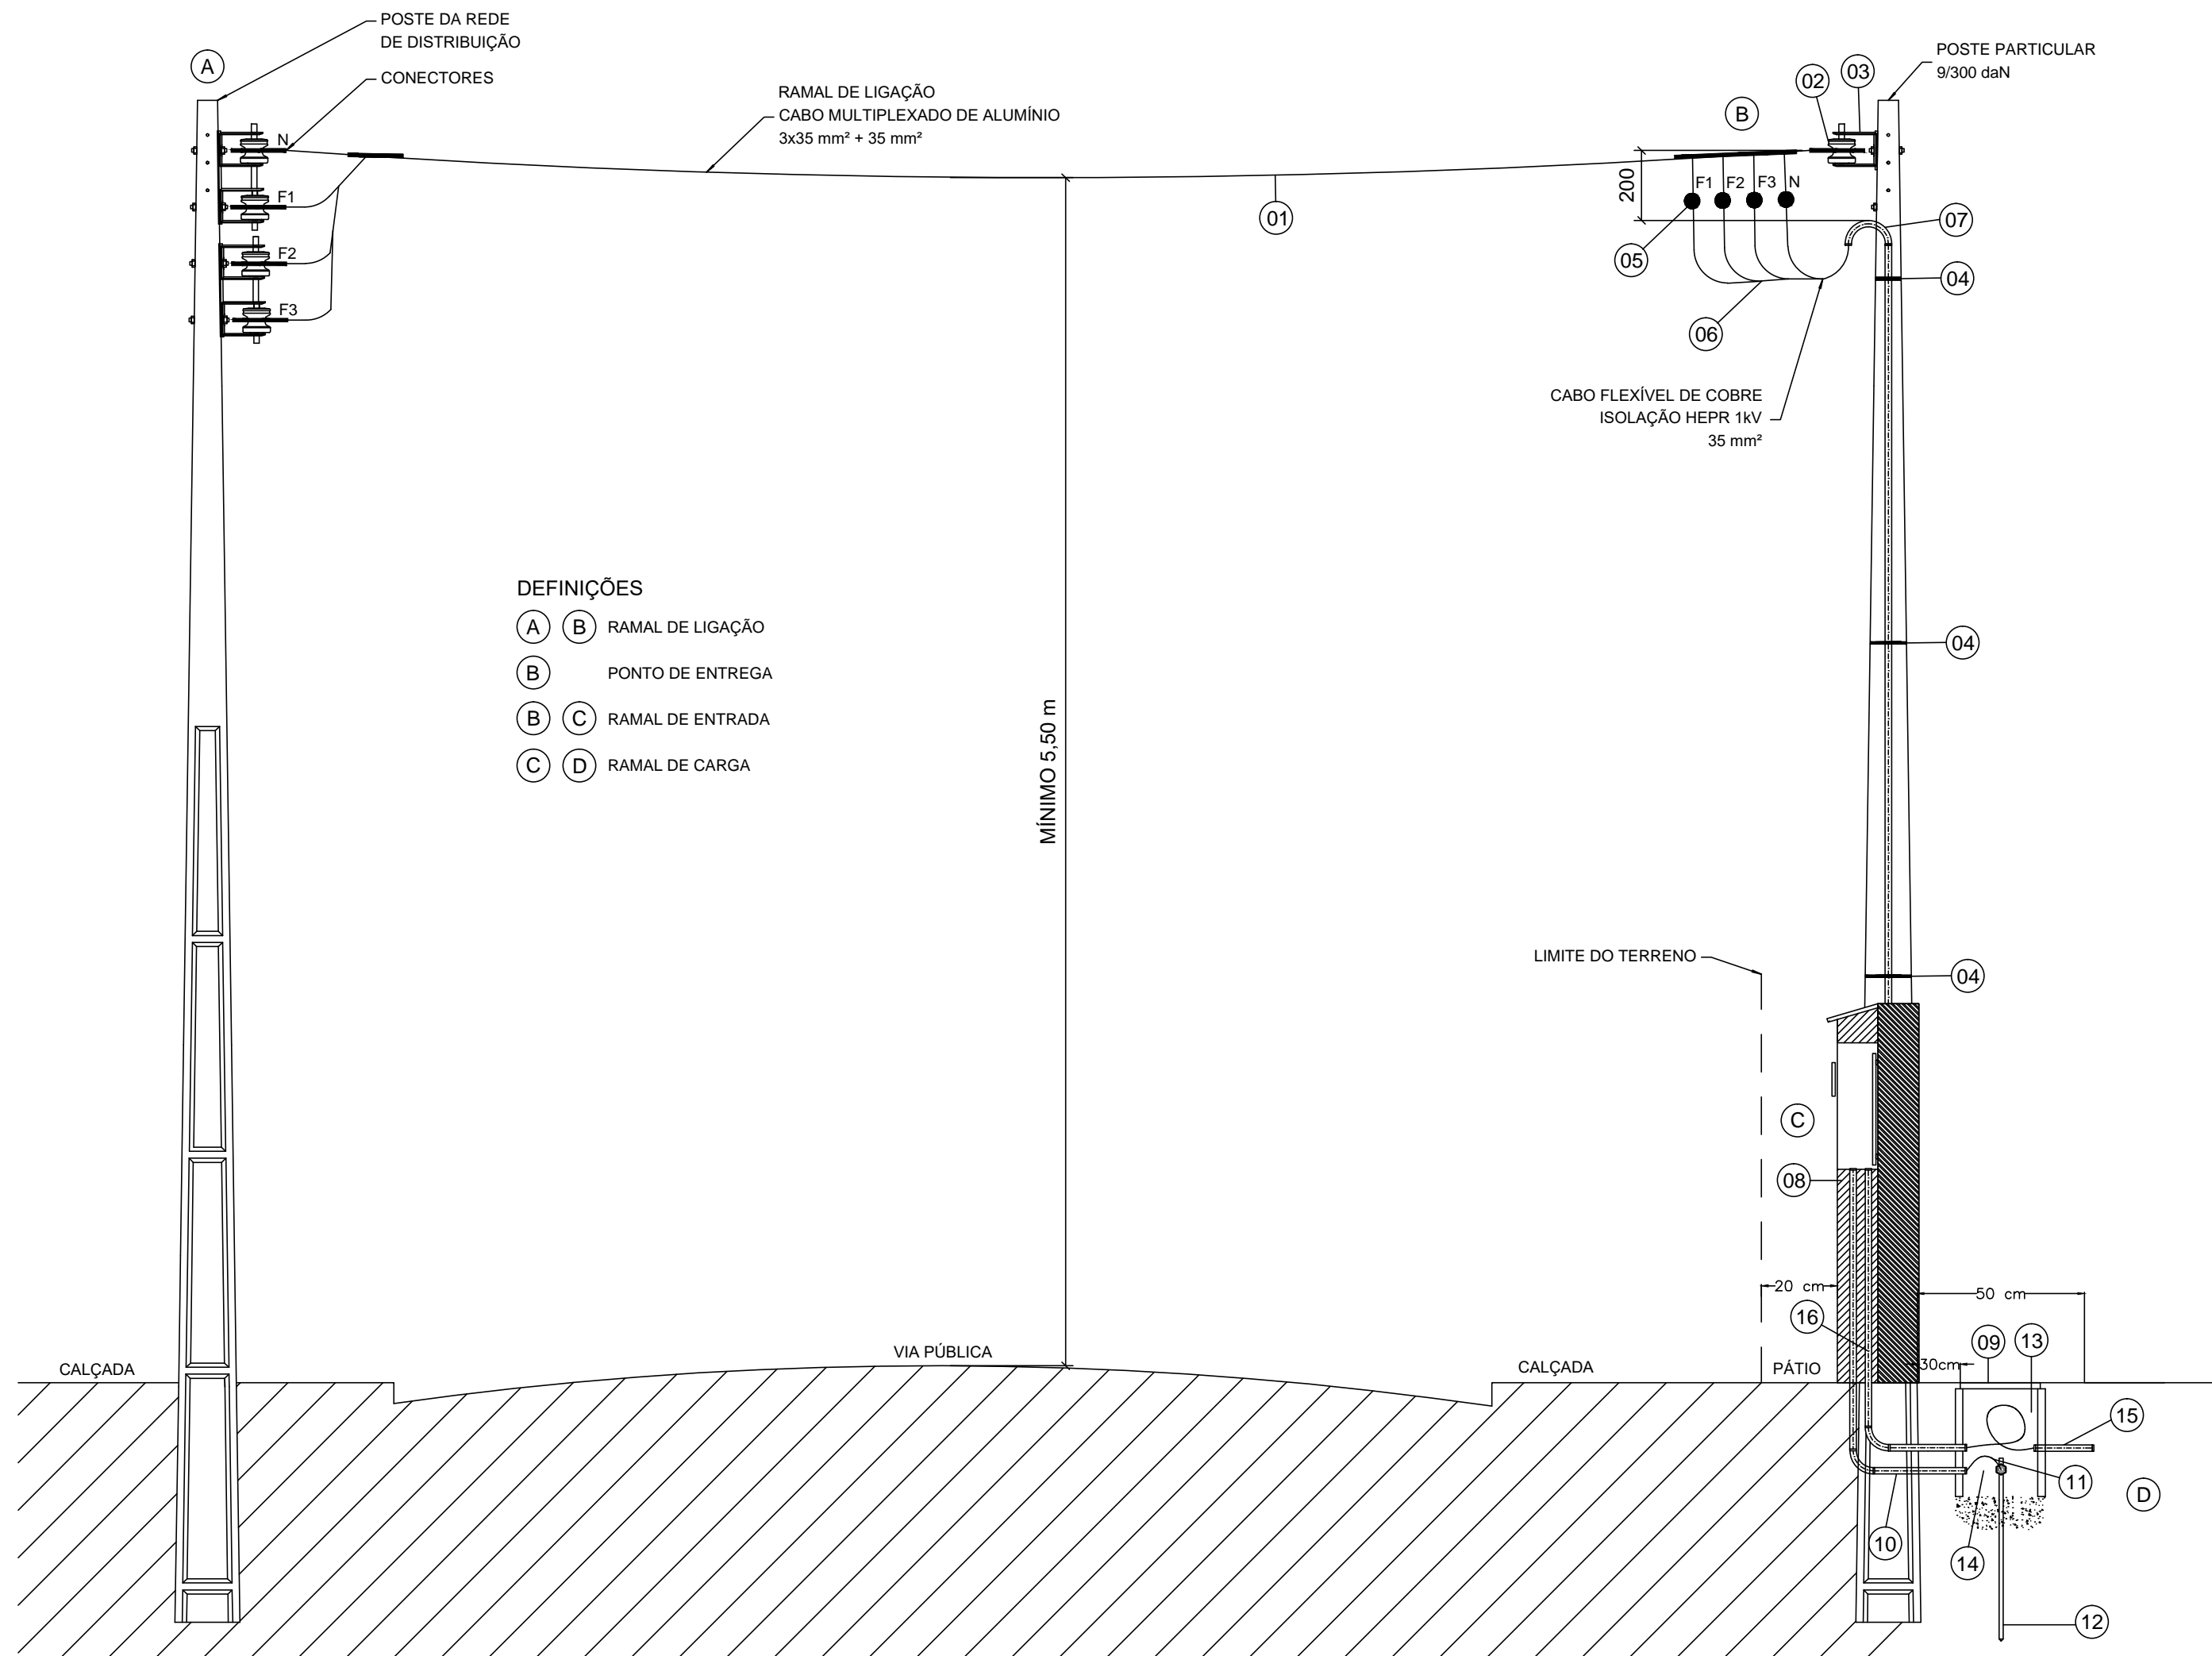 POSTE DA REDE
DE DISTRIBUIÇÃO
A
CONECTORES
RAMAL DE LIGAÇÃO
CABO MULTIPLEXADO DE ALUMÍNIO
3x35 mm² + 35 mm²
POSTE PARTICULAR
9/300 daN
02
03
B
N
F1
F2
F3
01
200
F1 F2 F3 N
07
05
04
06
CABO FLEXÍVEL DE COBRE
ISOLAÇÃO HEPR 1kV
35 mm²
DEFINIÇÕES
A B RAMAL DE LIGAÇÃO
B PONTO DE ENTREGA
B C RAMAL DE ENTRADA
C D RAMAL DE CARGA
04
MÍNIMO 5,50 m
LIMITE DO TERRENO
04
C
08
20 cm
50 cm
16
09
13
30cm
CALÇADA
VIA PÚBLICA
CALÇADA
PÁTIO
15
11
D
10
14
12